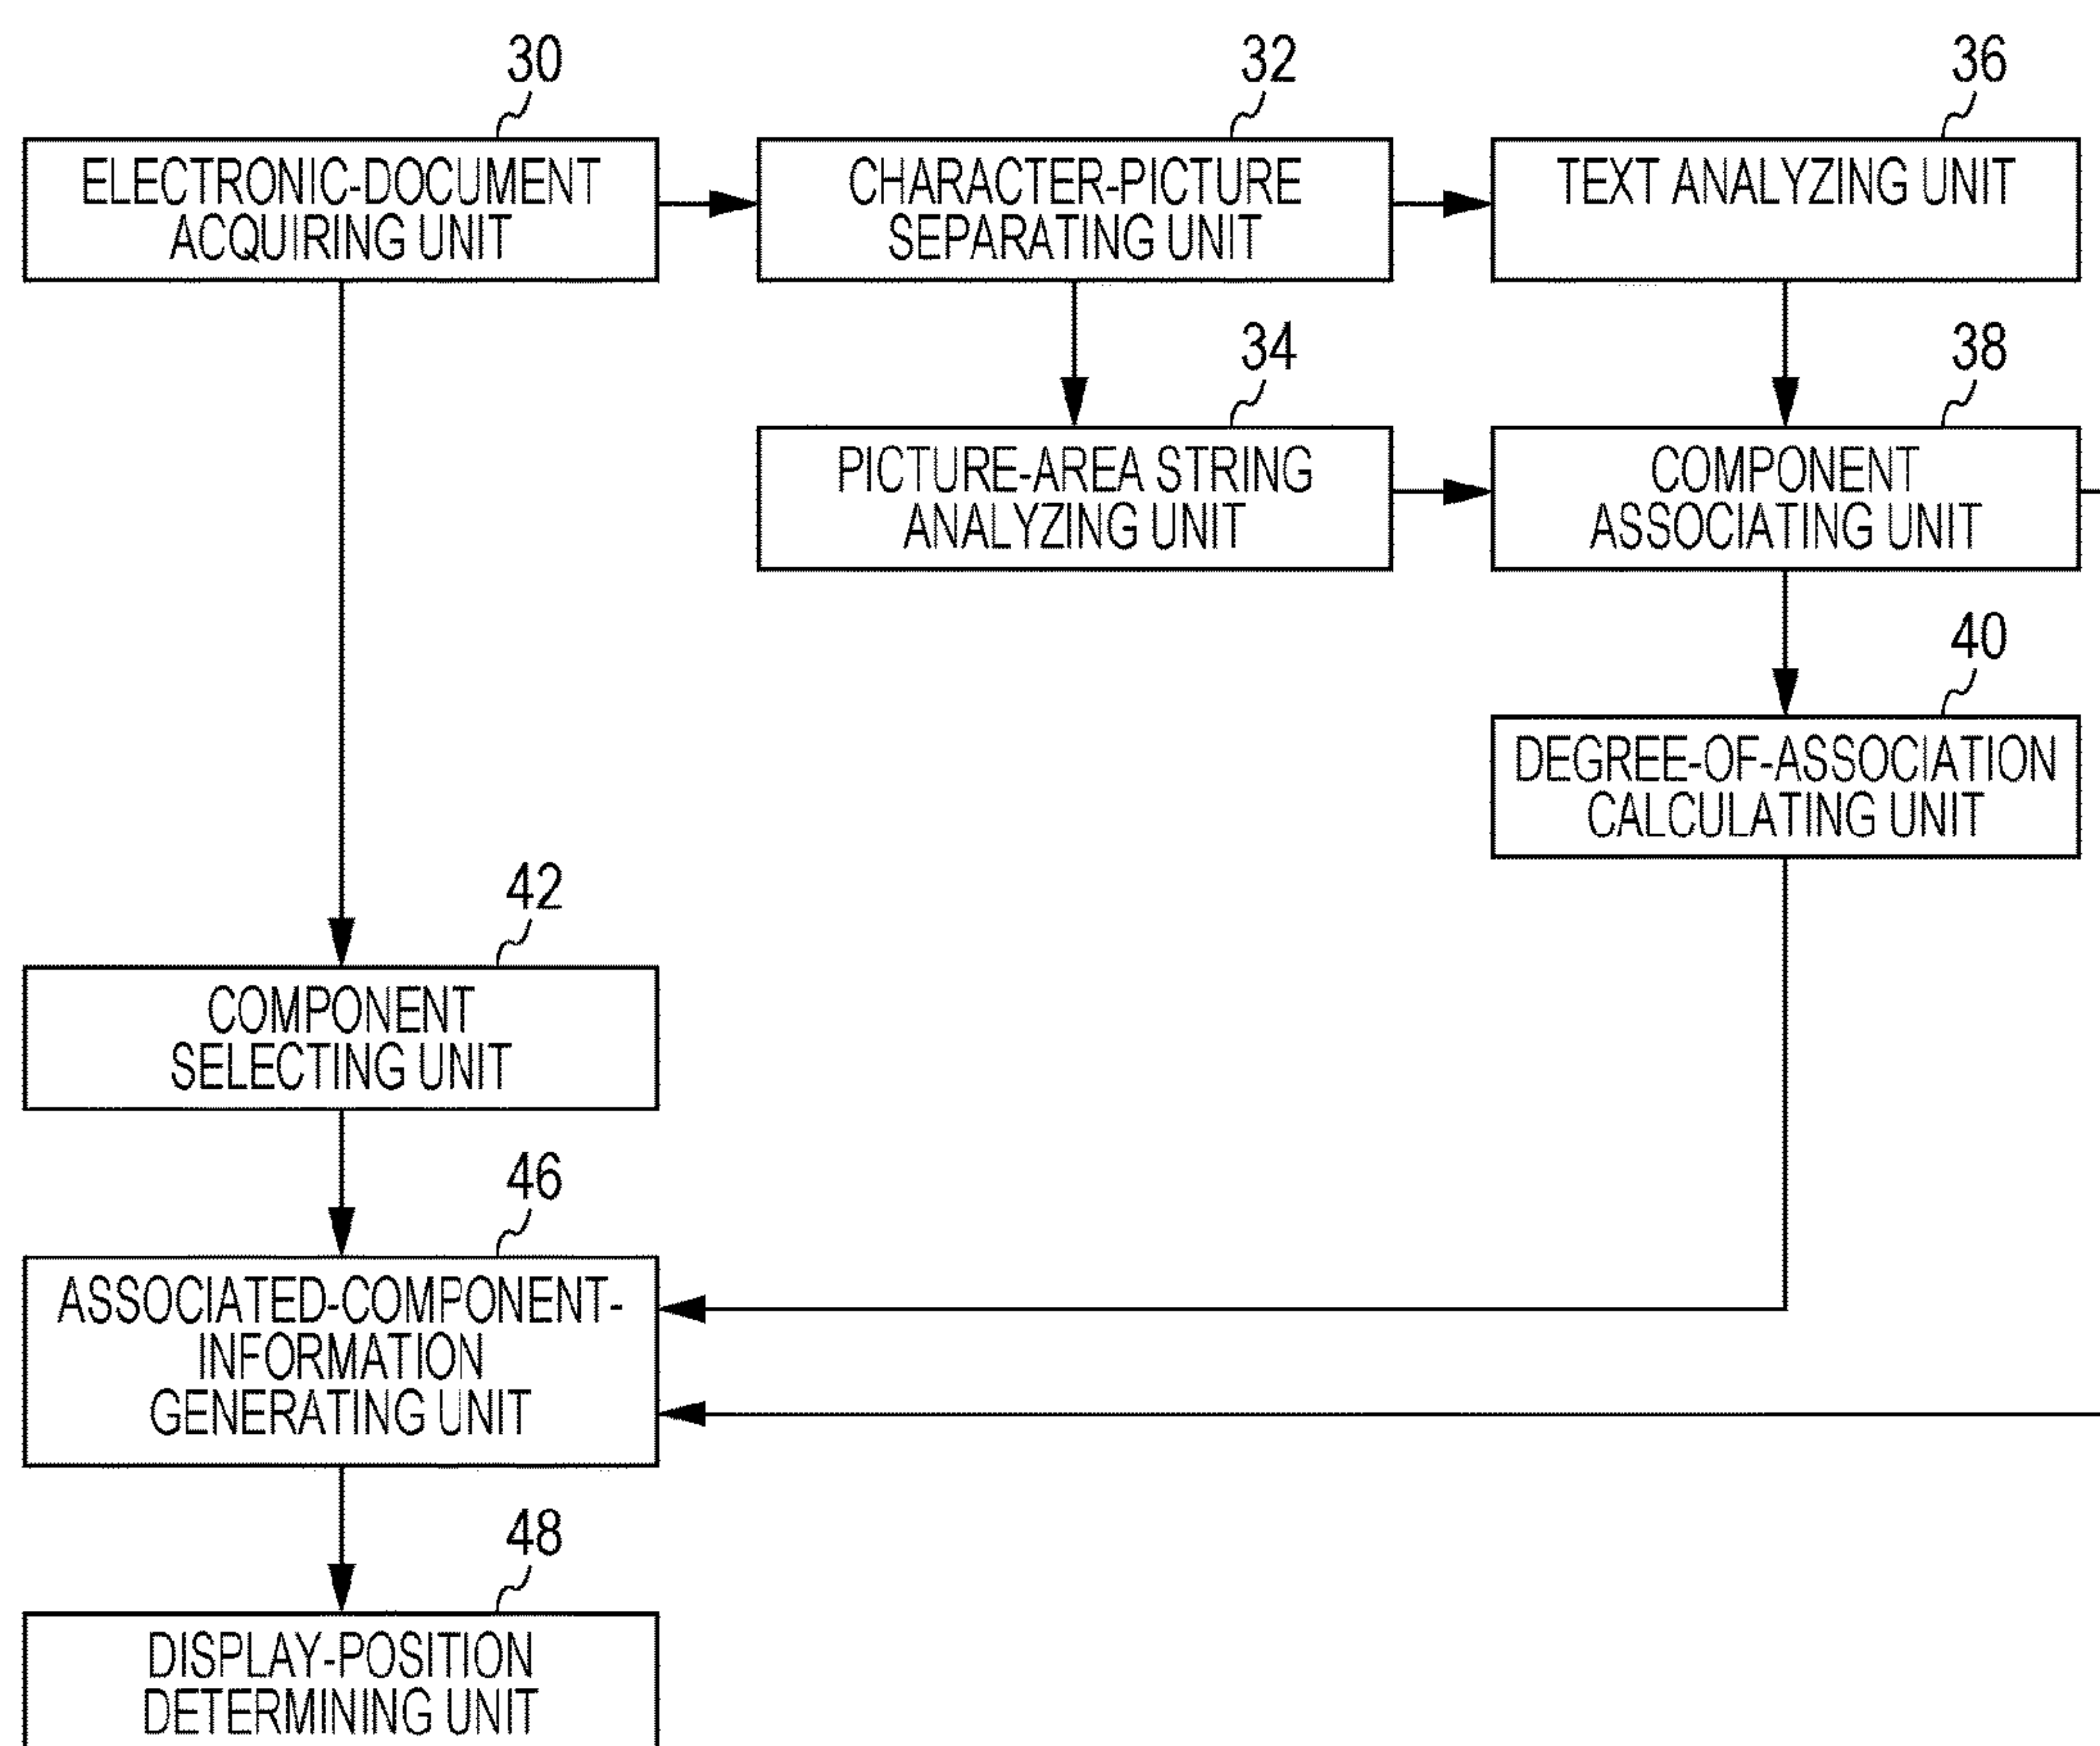 30
ELECTRONIC-DOCUMENT
ACQUIRING UNIT
32
CHARACTER-PICTURE
SEPARATING UNIT
36
TEXT ANALYZING UNIT
34
PICTURE-AREA STRING
ANALYZING UNIT
38
COMPONENT
ASSOCIATING UNIT
40
DEGREE-OF-ASSOCIATION
CALCULATING UNIT
42
COMPONENT
SELECTING UNIT
46
ASSOCIATED-COMPONENT-
INFORMATION
GENERATING UNIT
48
DISPLAY-POSITION
DETERMINING UNIT